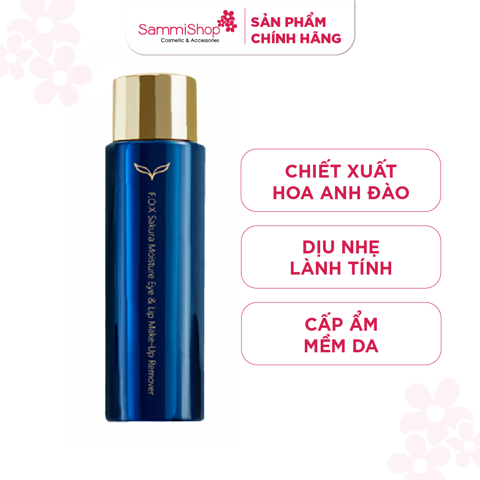 SammiShop
Cosmetic & Accessories
SẢN PHẨM
CHÍNH HÃNG
F.O.X Sakura Moisture Eye & Lip Make-Up Remover
CHIẾT XUẤT
HOA ANH ĐÀO
DỊU NHẸ
LÀNH TÍNH
CẤP ẨM
MỀM DA